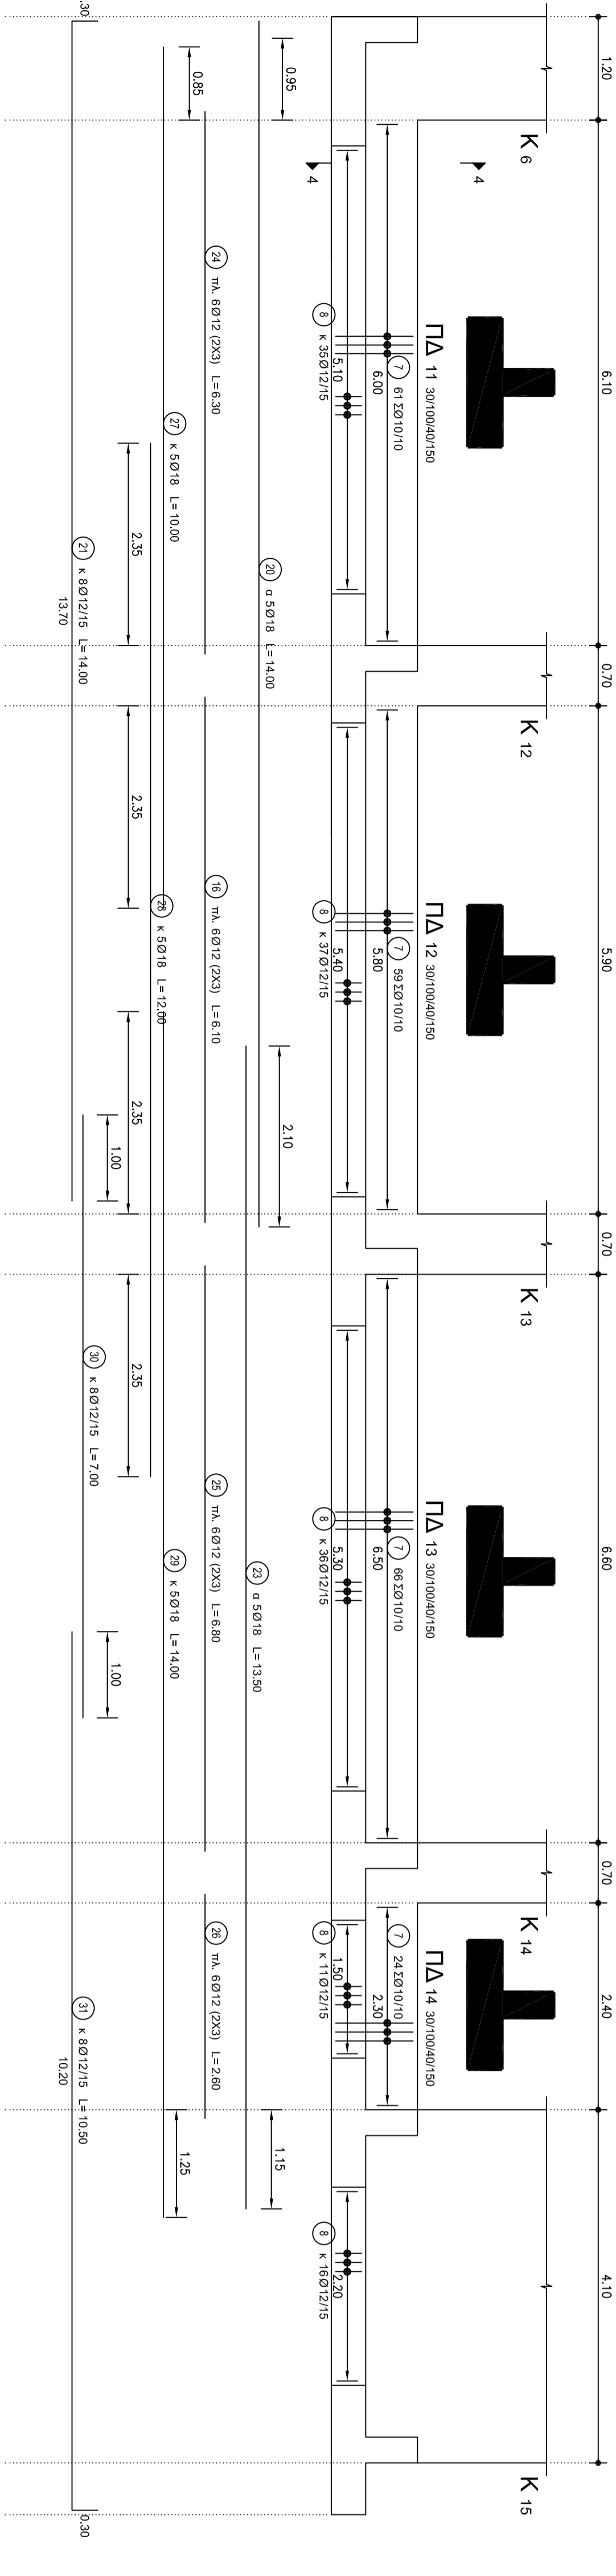 1.20 6.10 0.70 5.90 0.70 6.60 0.70 2.40 4.10
K 6
K 12
K 13
K 14
K 15
4
4
ΠΔ 11 30/100/40/150
ΠΔ 12 30/100/40/150
ΠΔ 13 30/100/40/150
ΠΔ 14 30/100/40/150
7 61ΣØ10/10
6.00
7 59ΣØ10/10
5.80
7 66ΣØ10/10
6.50
7 24ΣØ10/10
2.30
5.10
8 κ 35Ø12/15
5.40
8 κ 37Ø12/15
5.30
8 κ 36Ø12/15
1.50
8 κ 11Ø12/15
2.20
8 κ 16Ø12/15
0.95
2.10
1.15
20 α 5Ø18 L=14.00
23 α 5Ø18 L=13.50
24 πλ. 6Ø12 (2X3) L=6.30
16 πλ. 6Ø12 (2X3) L=6.10
25 πλ. 6Ø12 (2X3) L=6.80
26 πλ. 6Ø12 (2X3) L=2.60
0.85
1.25
27 κ 5Ø18 L=10.00
29 κ 5Ø18 L=14.00
28 κ 5Ø18 L=12.00
2.35
2.35
2.35
2.35
1.00
1.00
30 κ 8Ø12/15 L=7.00
.30
21 κ 8Ø12/15 L=14.00
13.70
31 κ 8Ø12/15 L=10.50
10.20
0.30